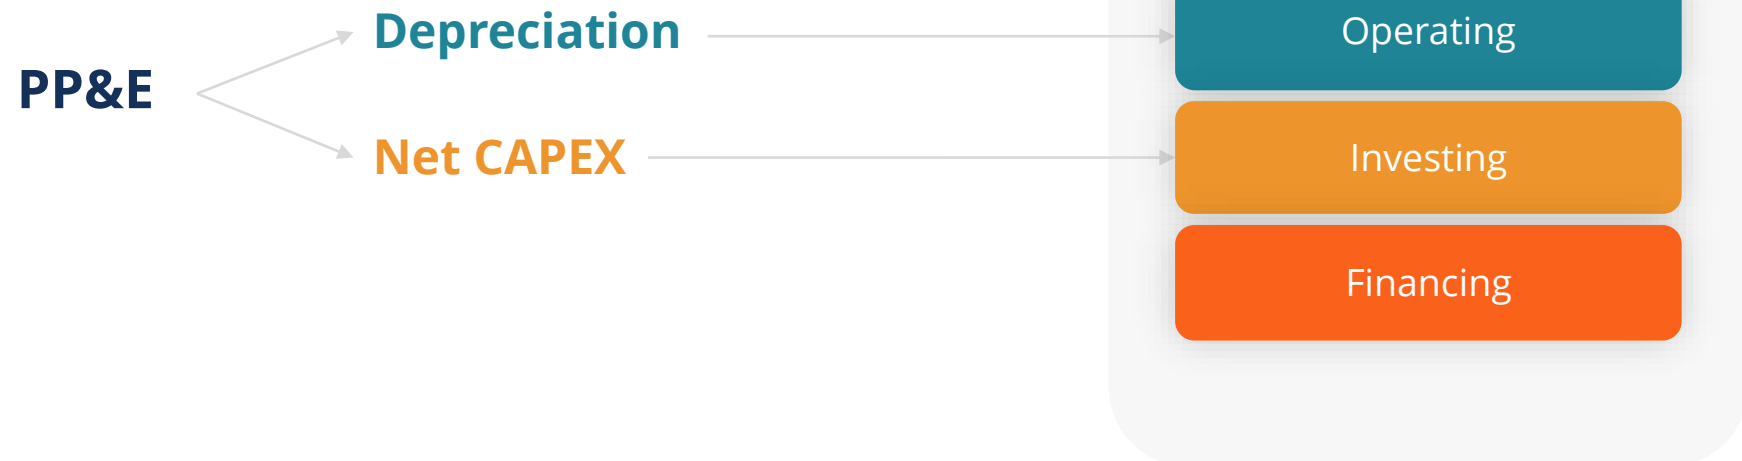 Depreciation
Operating
PP&E
Net CAPEX
Investing
Financing